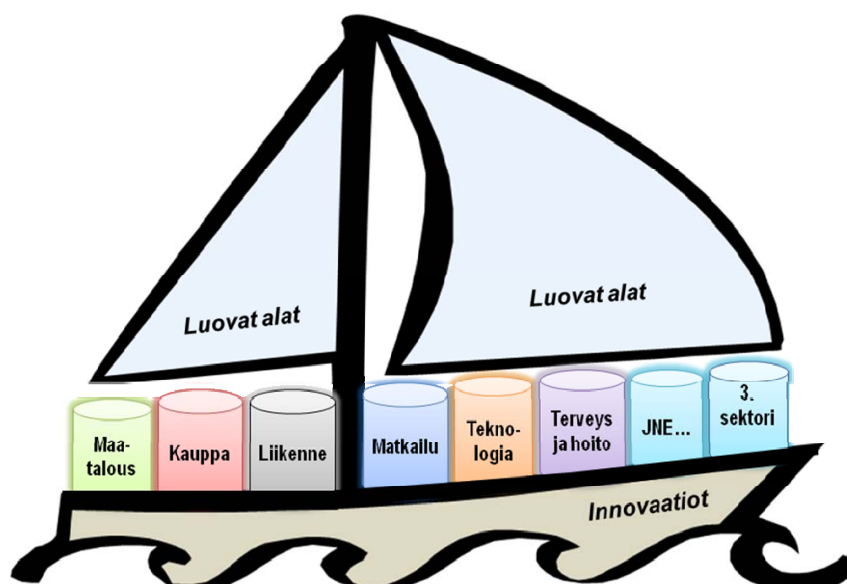 Luovat alat
Luovat alat
Maa-
talous
Kauppa
Liikenne
Matkailu
Tekno-
logia
Terveys
ja hoito
JNE...
3.
sektori
Innovaatiot